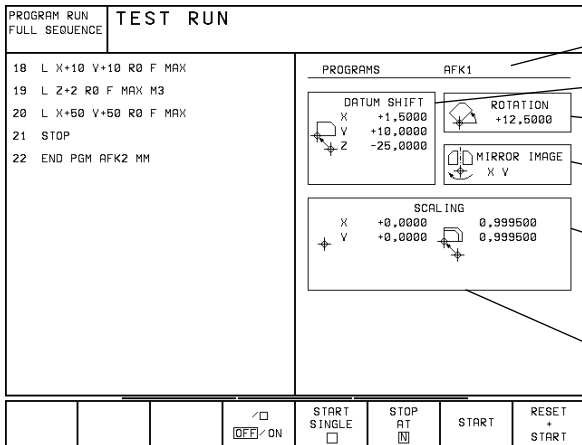 PROGRAM RUN
FULL SEQUENCE
TEST RUN
18 L X+10 V+10 R0 F MAX
19 L Z+2 R0 F MAX M3
20 L X+50 V+50 R0 F MAX
21 STOP
22 END PGM AFK2 MM
PROGRAMS AFK1
DATUM SHIFT
X +1,5000
V +10,0000
Z -25,0000
ROTATION
+12,5000
MIRROR IMAGE
X V
SCALING
X +0,0000 0,999500
V +0,0000 0,999500
/
OFF / ON
START
SINGLE
STOP
AT
N
START
RESET
+
START